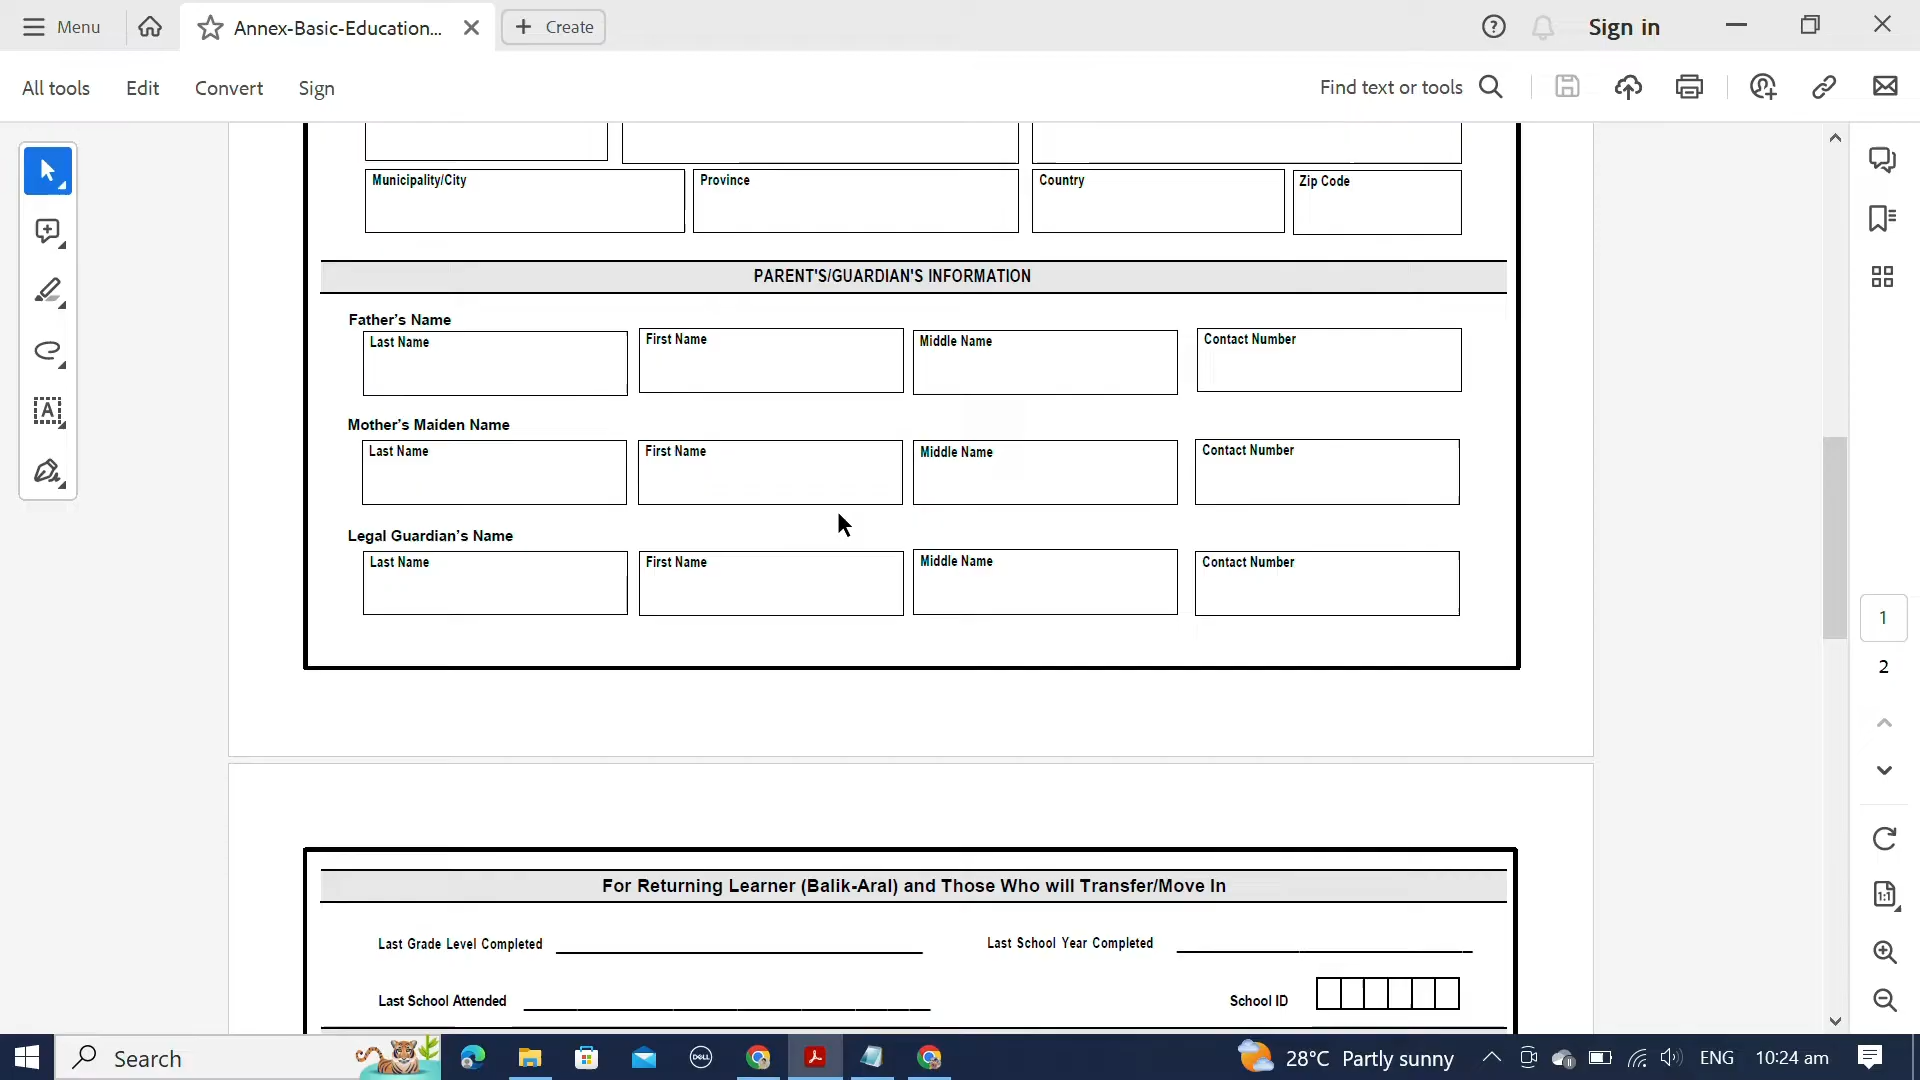 Menu
Annex-Basic-Education...
Create
Sign in
All tools
Edit
Convert
Sign
Find text or tools
Municipality/City
Province
Country
Zip Code
PARENT'S/GUARDIAN'S INFORMATION
Father's Name
Last Name
First Name
Middle Name
Contact Number
Mother's Maiden Name
Last Name
First Name
Middle Name
Contact Number
Legal Guardian's Name
Last Name
First Name
Middle Name
Contact Number
1
2
For Returning Learner (Balik-Aral) and Those Who will Transfer/Move In
Last Grade Level Completed
Last School Year Completed
Last School Attended
School ID
1:1
Search
DELL
28°C Partly sunny
ENG
10:24 am